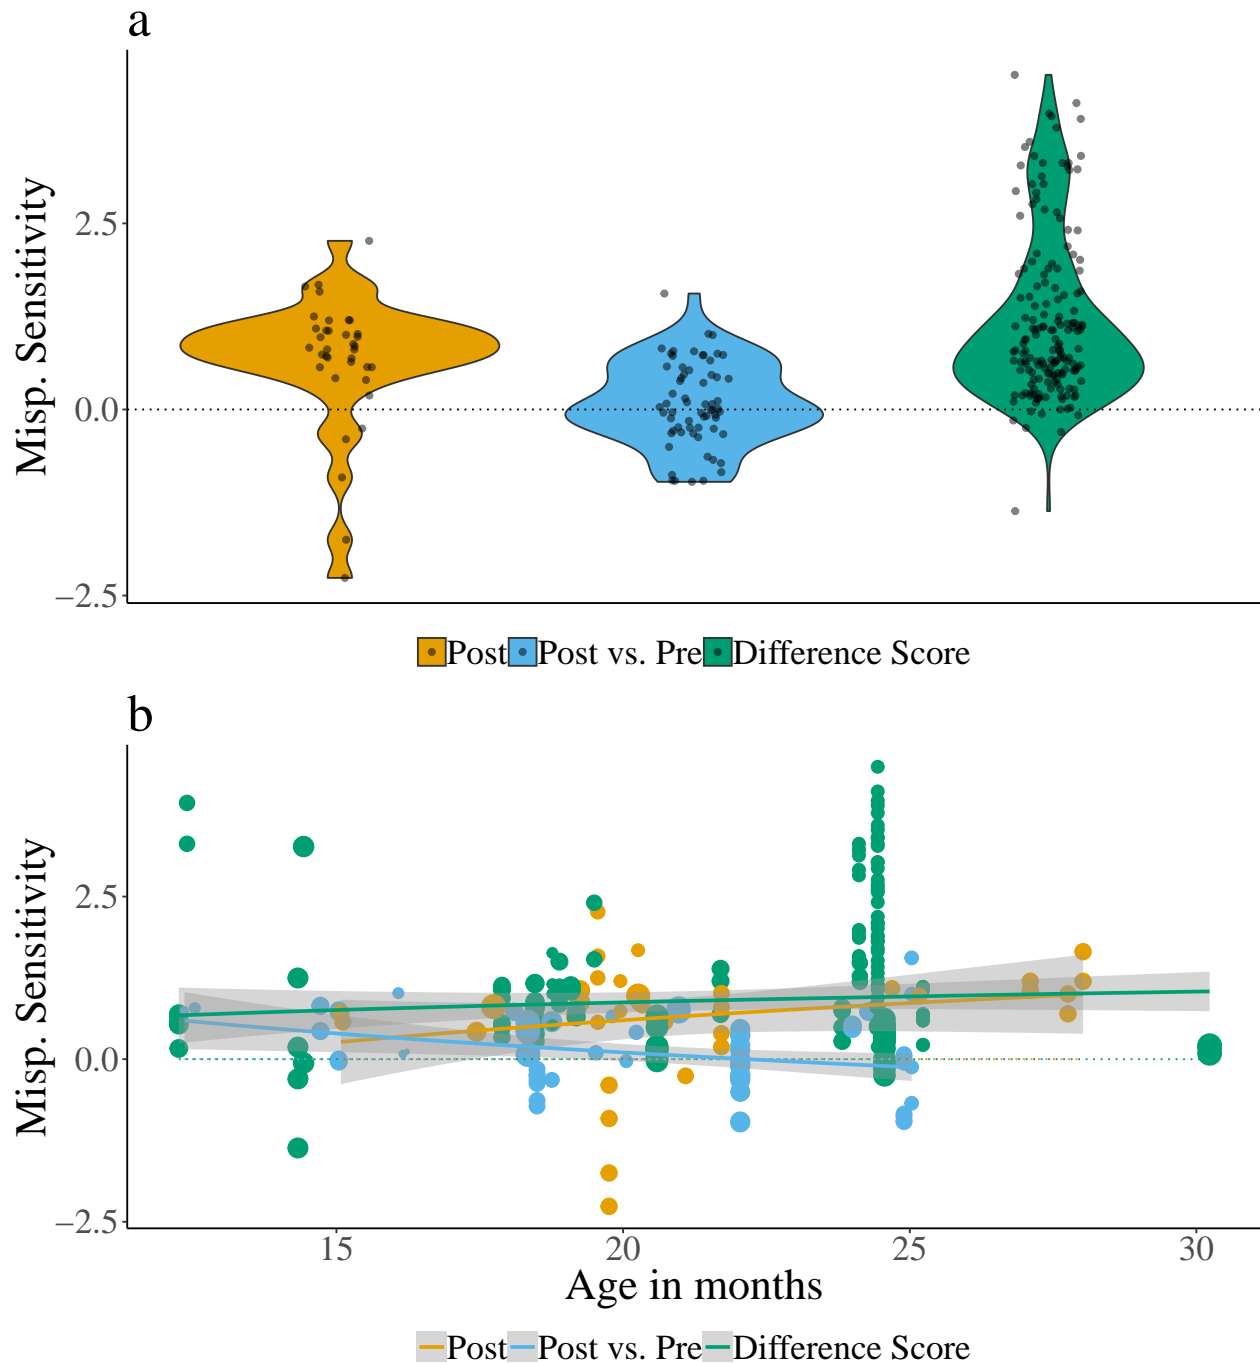 a
Misp. Sensitivity
2.5
0.0
−2.5
Post Post vs. Pre Difference Score
b
Misp. Sensitivity
2.5
0.0
−2.5
15 20 25 30
Age in months
Post Post vs. Pre Difference Score